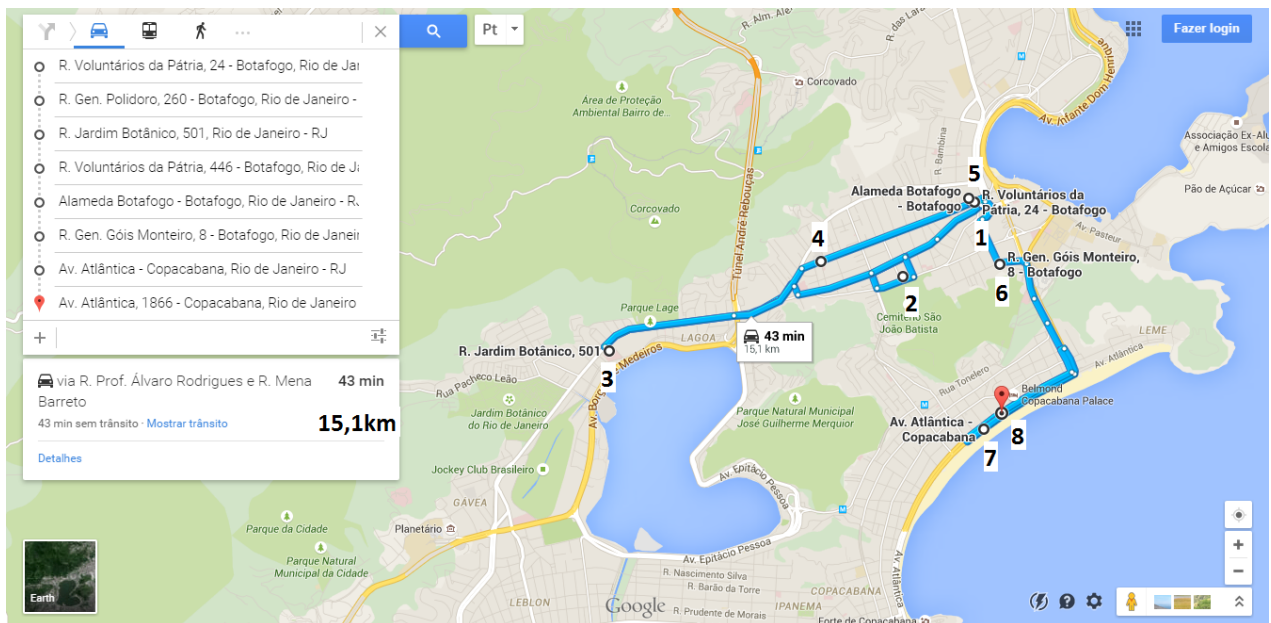 R. Voluntários da Pátria, 24 - Botafogo, Rio de Jar
R. Gen. Polidoro, 260 - Botafogo, Rio de Janeiro -
R. Jardim Botânico, 501, Rio de Janeiro - RJ
R. Voluntários da Pátria, 446 - Botafogo, Rio de Ja
Alameda Botafogo - Botafogo, Rio de Janeiro - R
R. Gen. Góis Monteiro, 8 - Botafogo, Rio de Janeir
Av. Atlântica - Copacabana, Rio de Janeiro - RJ
Av. Atlântica, 1866 - Copacabana, Rio de Janeiro
via R. Prof. Álvaro Rodrigues e R. Mena
Barreto
43 min
43 min sem trânsito · Mostrar trânsito
15,1km
Detalhes
Earth
Pt
Fazer login
R. Alm. Ale
R. das Lara
Corcovado
Área de Proteção
Ambiental Bairro de...
Av. Infante Dom Henrique
R. Bambina
Associação Ex-Alu
e Amigos Escola
Pão de Açúcar
Corcovado
Túnel André Rebouças
5
Alameda Botafogo
- Botafogo
R. Voluntários da
Pátria, 24 - Botafogo
1
Av. Pasteur
4
R. Gen. Góis Monteiro,
8 - Botafogo
6
2
Cemitério São
João Batista
Parque Lage
LAGOA
43 min
15,1 km
R. Jardim Botânico, 501
3
Av. Borges de Medeiros
LEME
Av. Atlântica
Rua Tonelero
Rua Pacheco Leão
Jardim Botânico
do Rio de Janeiro
Parque Natural Municipal
José Guilherme Merquior
Belmond
Copacabana Palace
Av. Atlântica -
Copacabana
8
7
Jockey Club Brasileiro
Av. Epitácio Pessoa
GÁVEA
Planetário
Parque da Cidade
Parque Natural
Municipal da Cidade
Av. Epitácio Pessoa
Av. Atlântica
R. Nascimento Silva
R. Barão da Torre
COPACABANA
LEBLON
Google
R. Prudente de Morais
IPANEMA
Forte de Copacabana